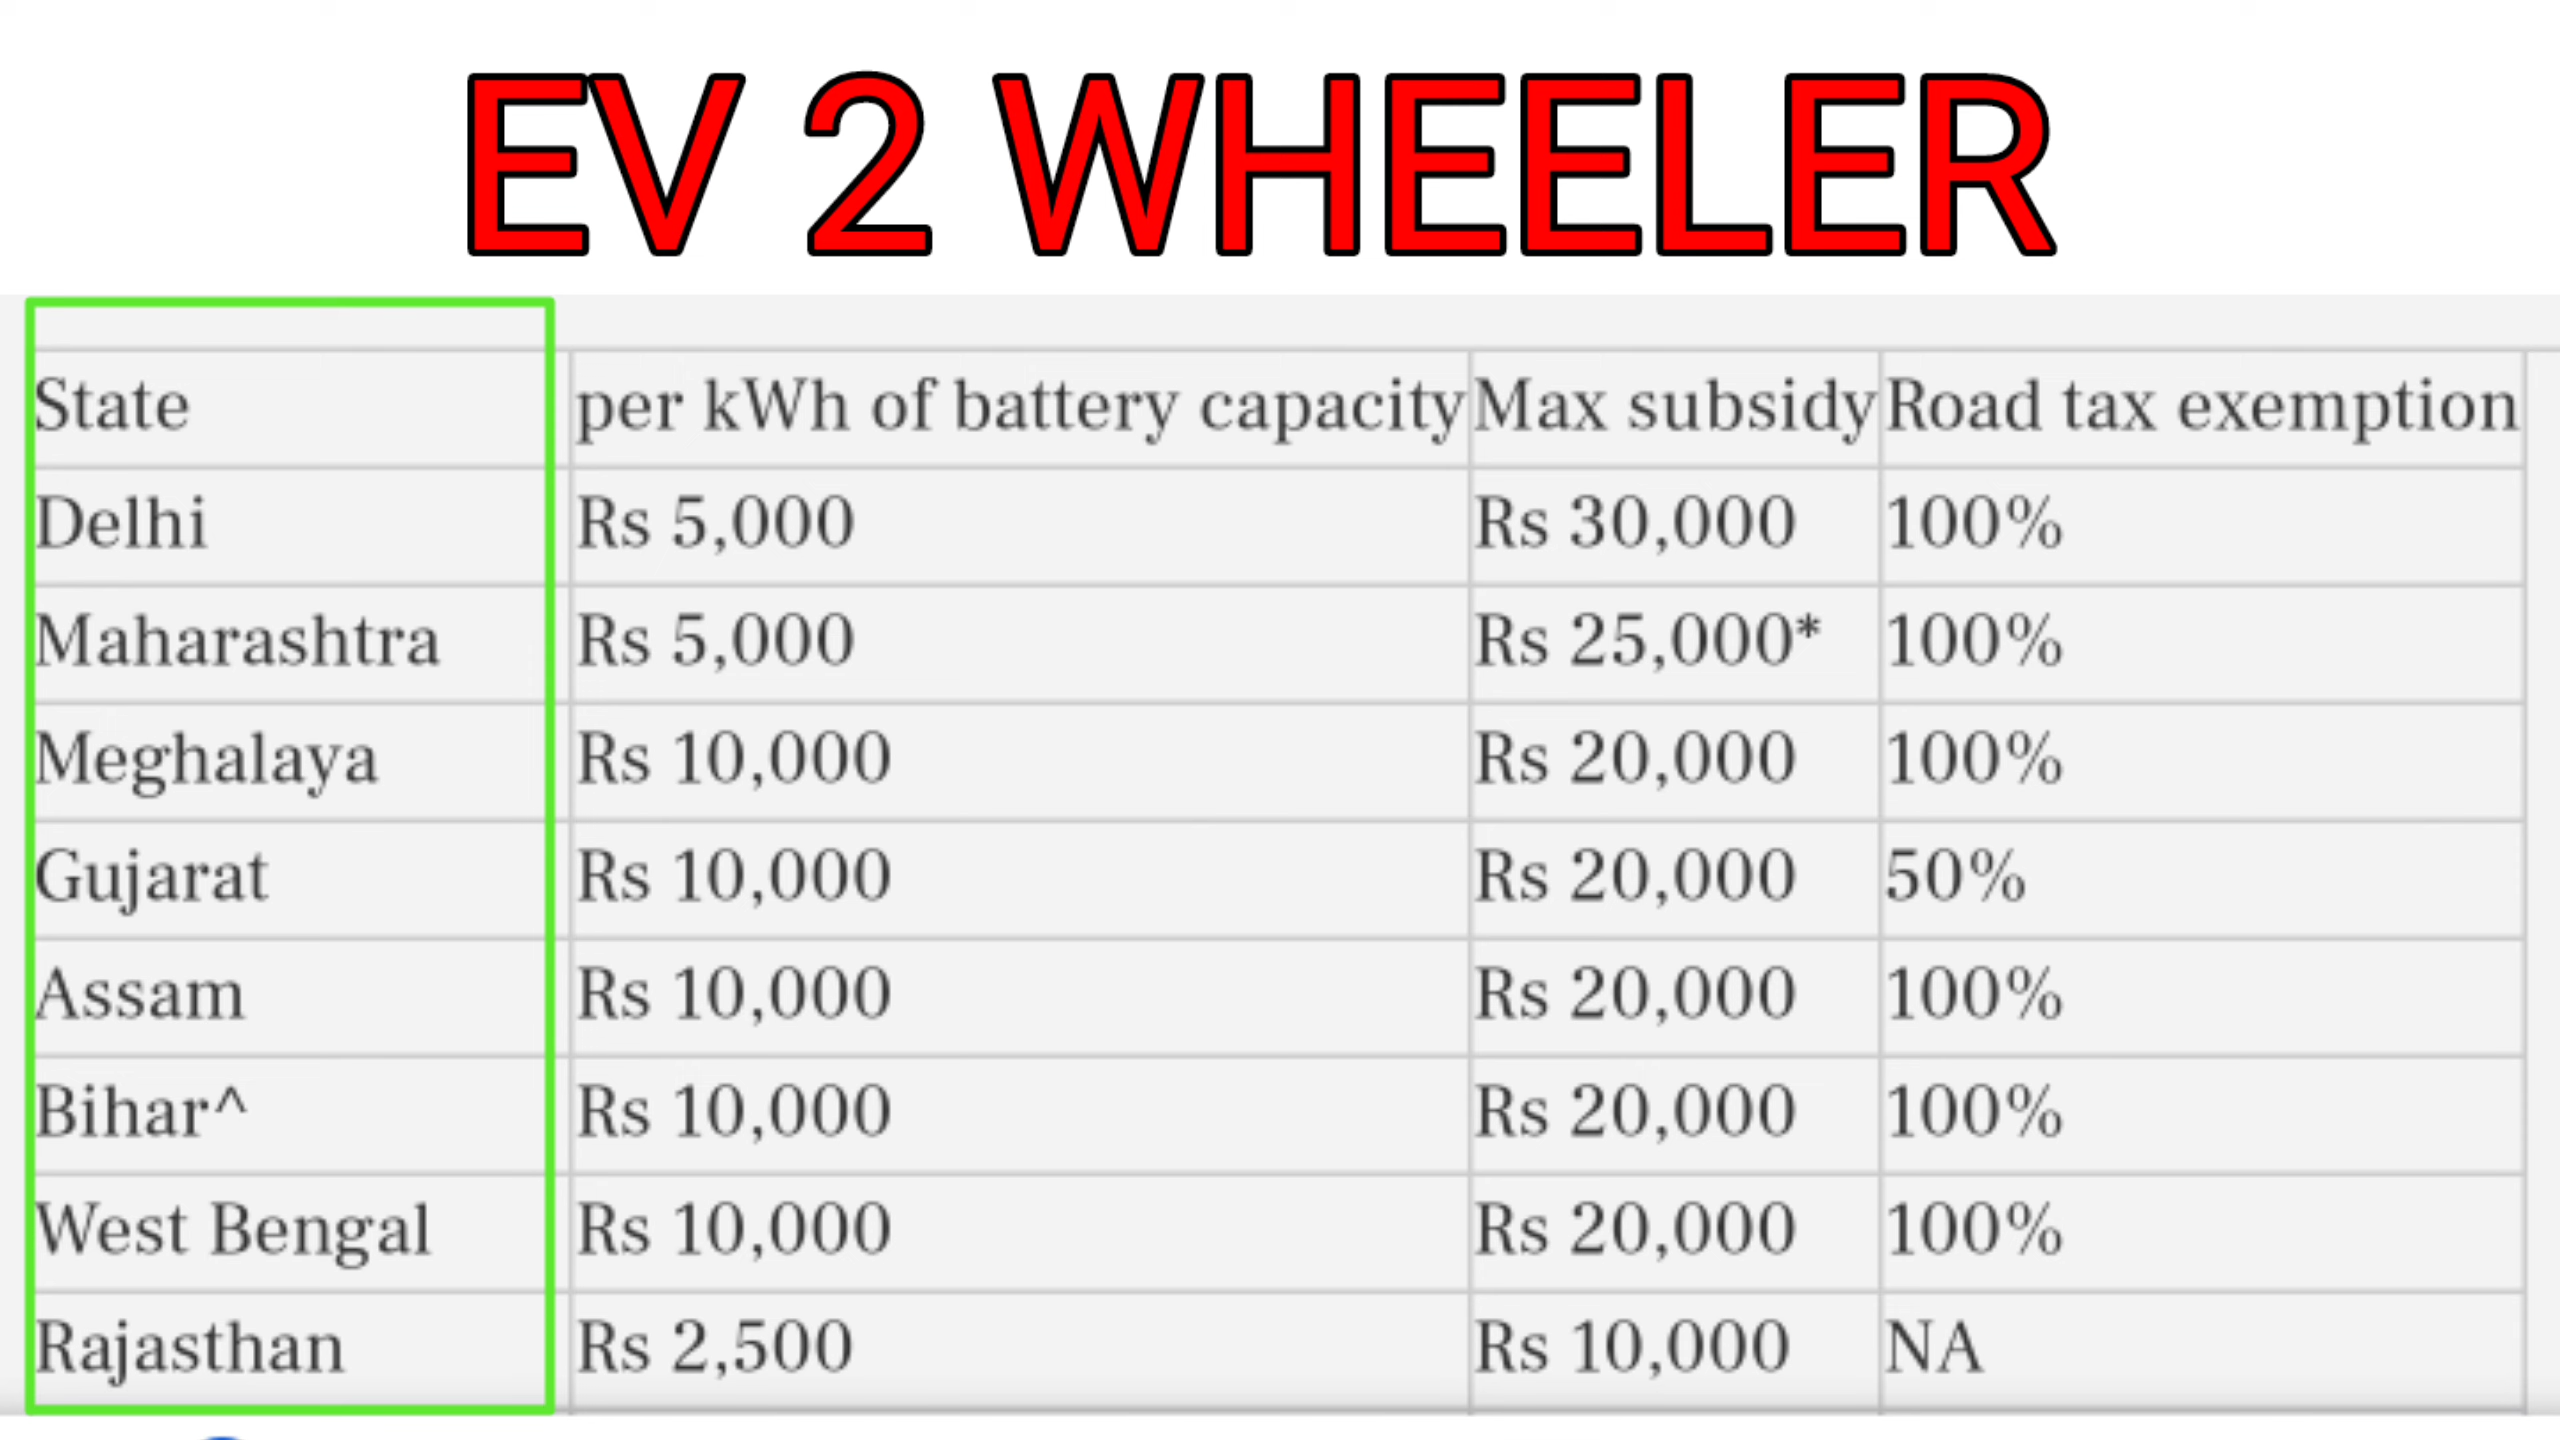 EV 2 WHEELER
State per kWh of battery capacity Max subsidy Road tax exemption
Delhi Rs 5,000 Rs 30,000 100%
Maharashtra Rs 5,000 Rs 25,000* 100%
Meghalaya Rs 10,000 Rs 20,000 100%
Gujarat Rs 10,000 Rs 20,000 50%
Assam Rs 10,000 Rs 20,000 100%
Bihar^ Rs 10,000 Rs 20,000 100%
West Bengal Rs 10,000 Rs 20,000 100%
Rajasthan Rs 2,500 Rs 10,000 NA